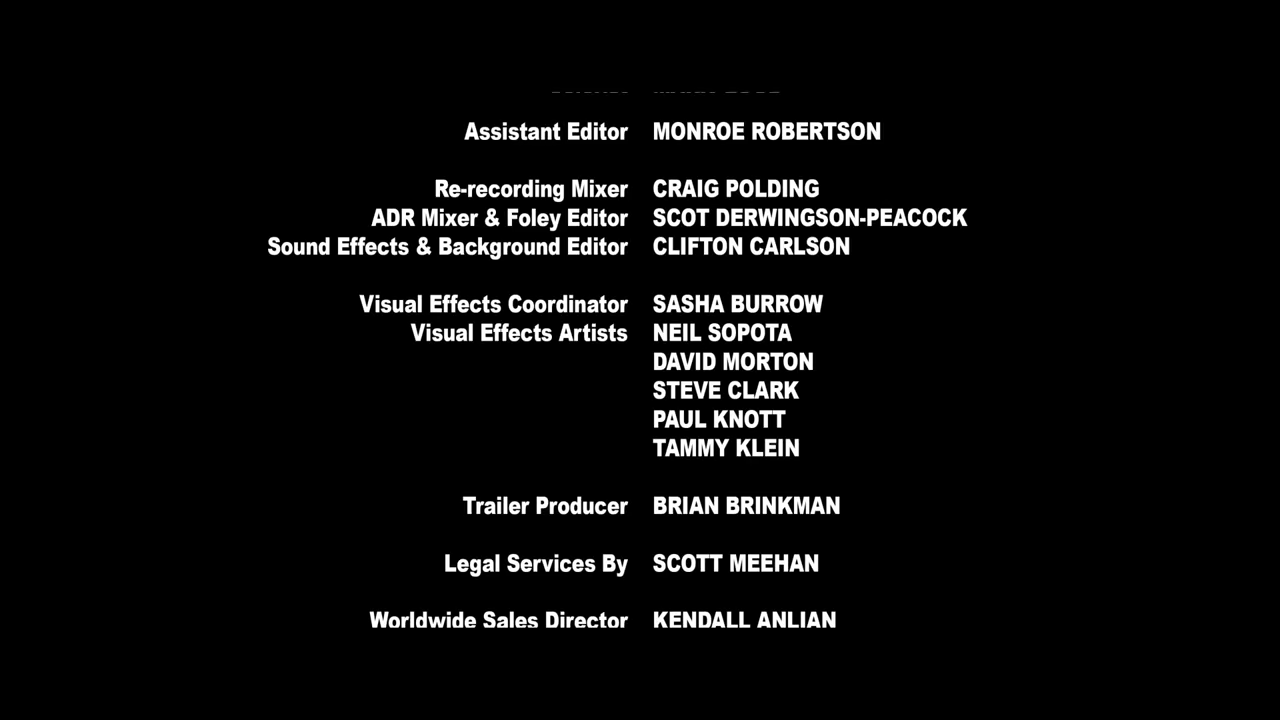 Assistant Editor MONROE ROBERTSON
Re-recording Mixer CRAIG POLDING
ADR Mixer & Foley Editor SCOT DERWINGSON-PEACOCK
Sound Effects & Background Editor CLIFTON CARLSON
Visual Effects Coordinator SASHA BURROW
Visual Effects Artists NEIL SOPOTA
DAVID MORTON
STEVE CLARK
PAUL KNOTT
TAMMY KLEIN
Trailer Producer BRIAN BRINKMAN
Legal Services By SCOTT MEEHAN
Worldwide Sales Director KENDALL ANLIAN